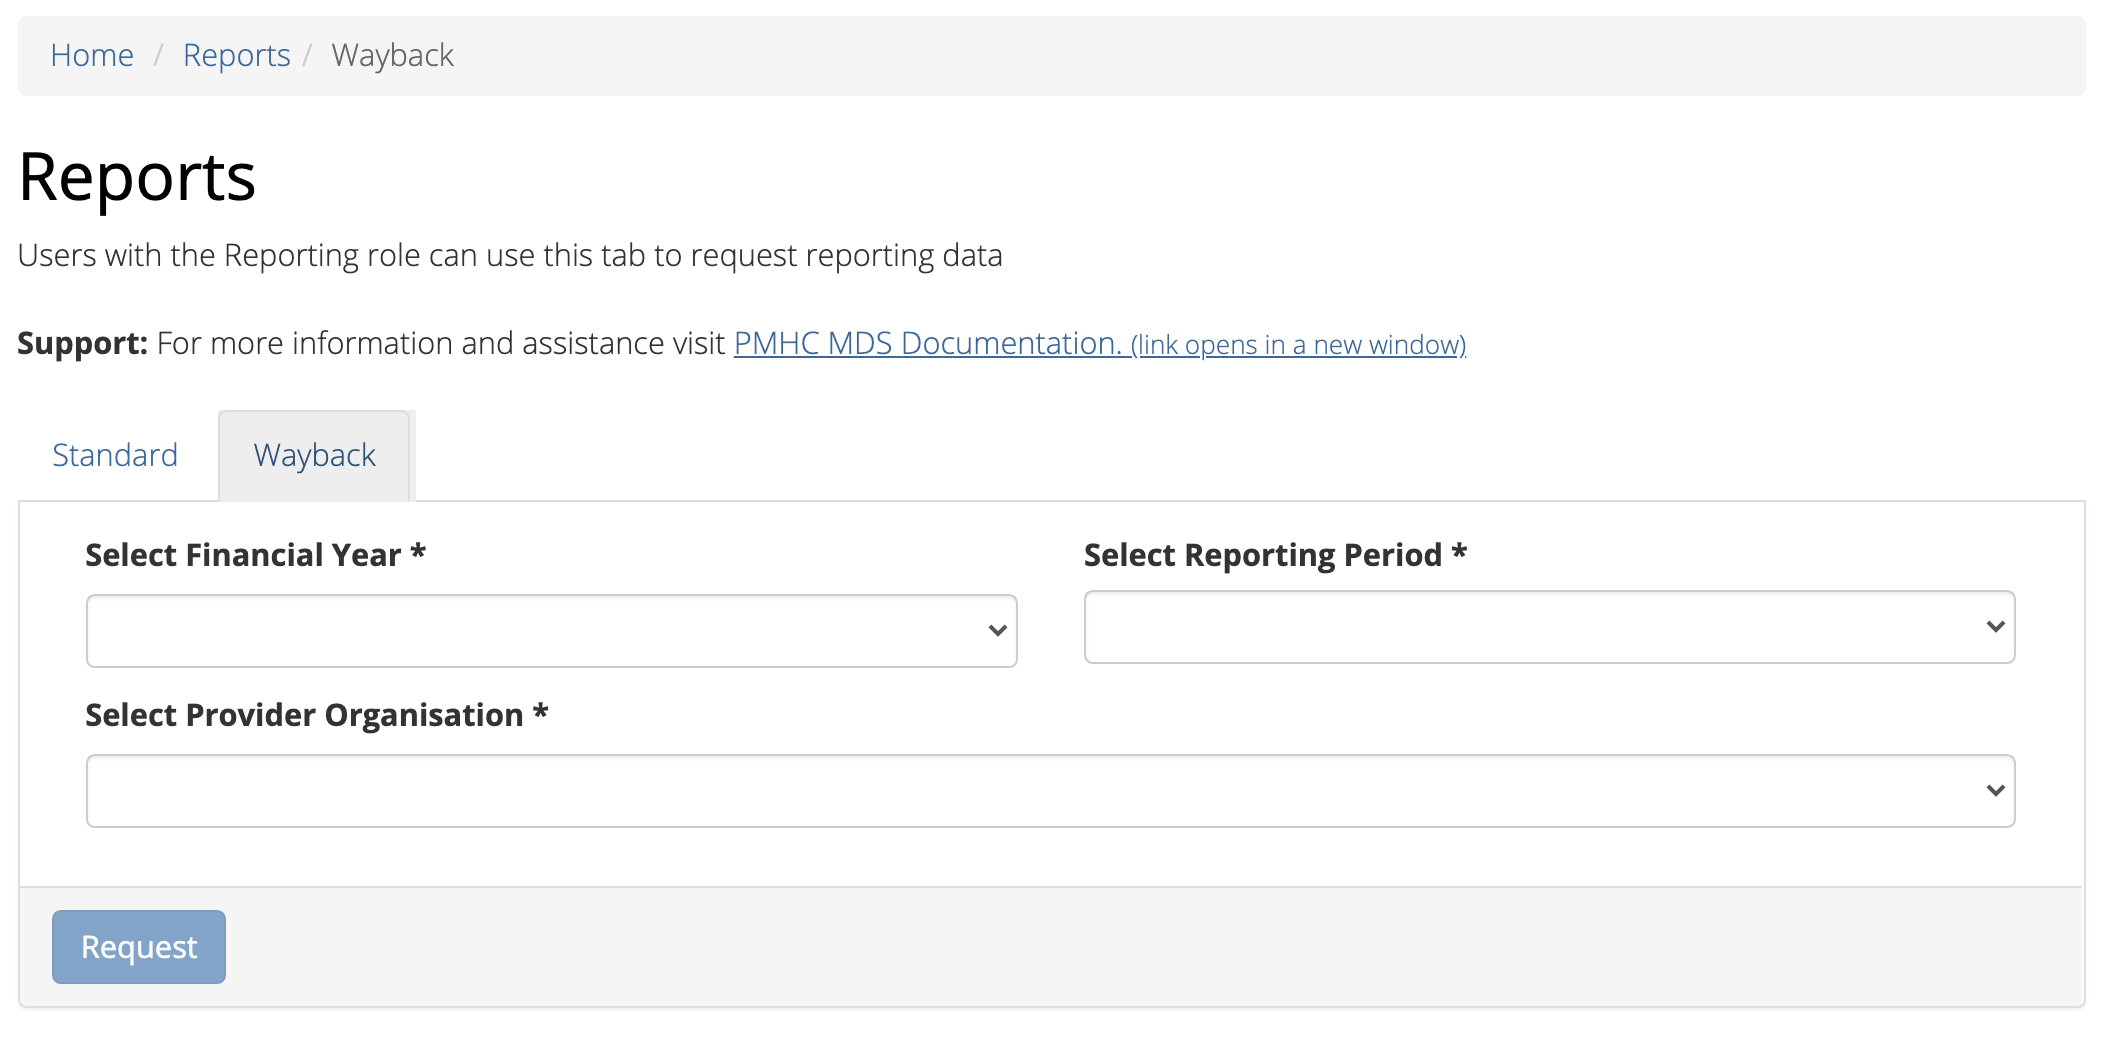 Home / Reports / Wayback
Reports
Users with the Reporting role can use this tab to request reporting data
Support: For more information and assistance visit PMHC MDS Documentation. (link opens in a new window)
Standard Wayback
Select Financial Year * Select Reporting Period *
Select Provider Organisation *
Request